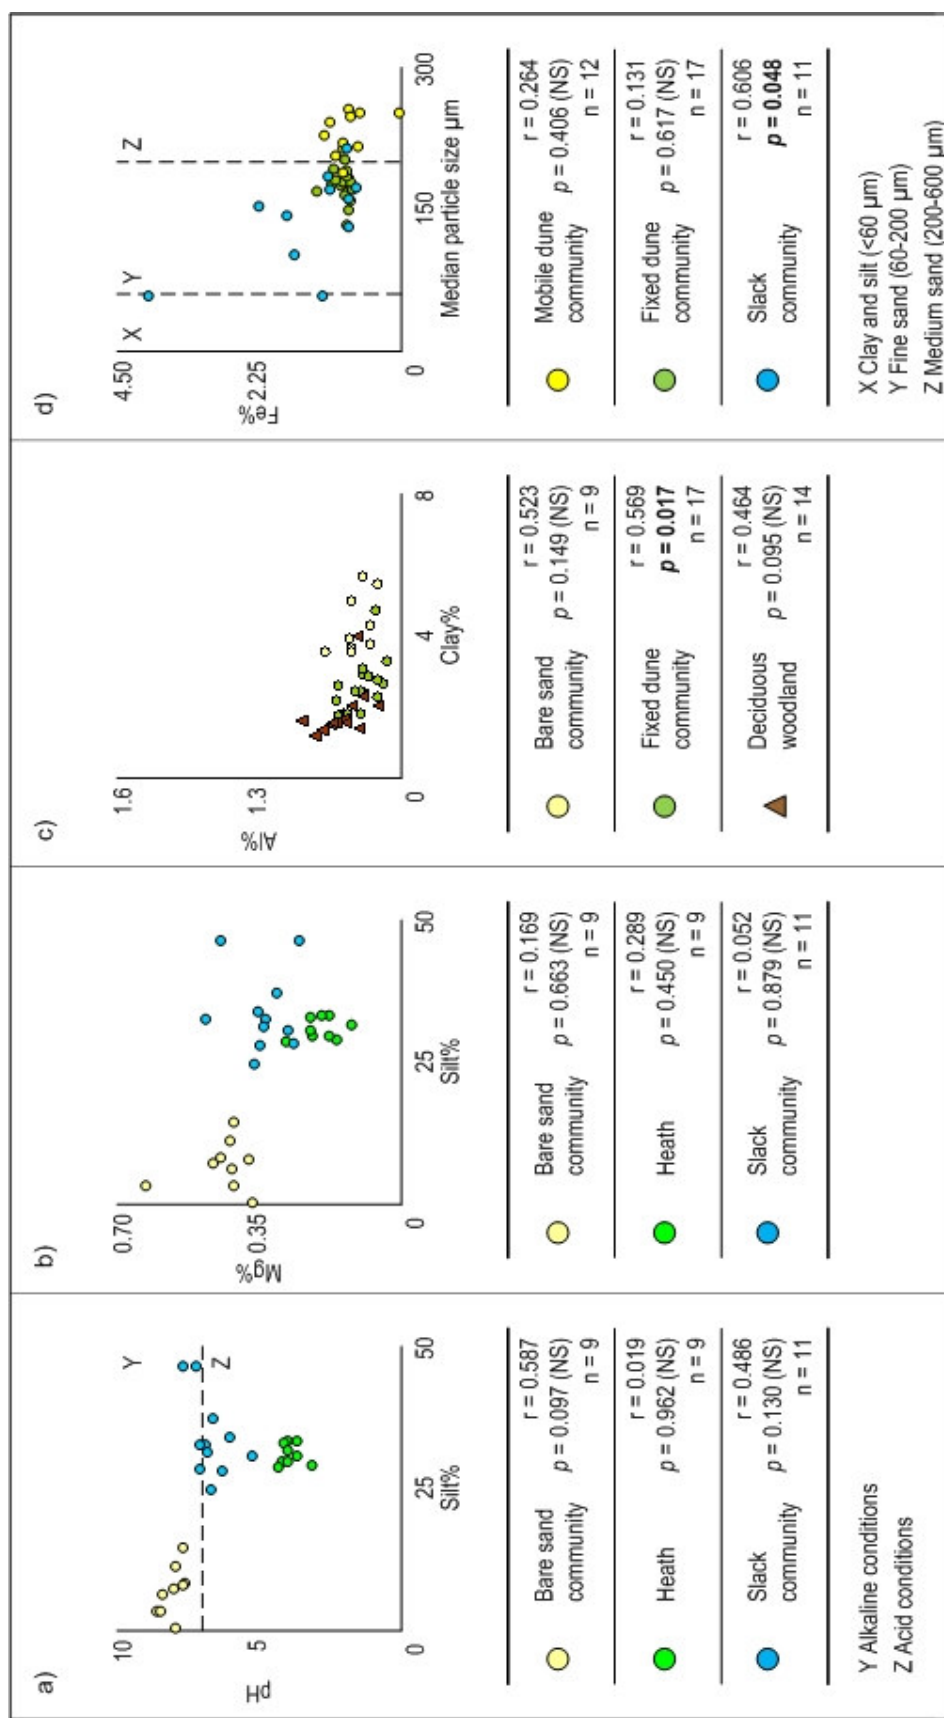 a)
10
5
pH
0
25
50
Silt%
Y
Z
Bare sand
community
r = 0.587
p = 0.097 (NS)
n = 9
Heath
r = 0.019
p = 0.962 (NS)
n = 9
Slack
community
r = 0.486
p = 0.130 (NS)
n = 11
Y Alkaline conditions
Z Acid conditions
b)
0.70
0.35
Mg%
0
25
50
Silt%
Bare sand
community
r = 0.169
p = 0.663 (NS)
n = 9
Heath
r = 0.289
p = 0.450 (NS)
n = 9
Slack
community
r = 0.052
p = 0.879 (NS)
n = 11
c)
1.6
1.3
Al%
0
4
8
Clay%
Bare sand
community
r = 0.523
p = 0.149 (NS)
n = 9
Fixed dune
community
r = 0.569
p = 0.017
n = 17
Deciduous
woodland
r = 0.464
p = 0.095 (NS)
n = 14
d)
4.50
2.25
Fe%
0
150
300
Median particle size μm
X
Y
Z
Mobile dune
community
r = 0.264
p = 0.406 (NS)
n = 12
Fixed dune
community
r = 0.131
p = 0.617 (NS)
n = 17
Slack
community
r = 0.606
p = 0.048
n = 11
X Clay and silt (<60 μm)
Y Fine sand (60-200 μm)
Z Medium sand (200-600 μm)